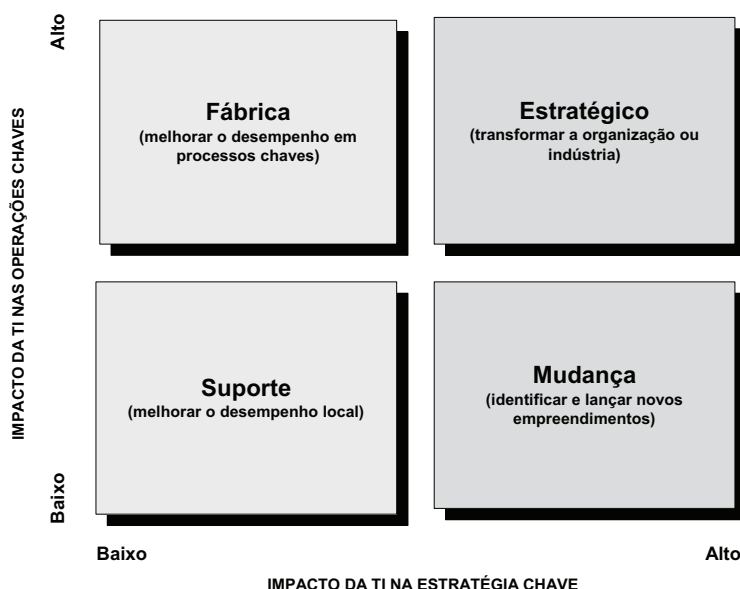 Alto
IMPACTO DA TI NAS OPERAÇÕES CHAVES
Fábrica
(melhorar o desempenho em
processos chaves)
Estratégico
(transformar a organização ou
indústria)
Suporte
(melhorar o desempenho local)
Mudança
(identificar e lançar novos
empreendimentos)
Baixo
Baixo
Alto
IMPACTO DA TI NA ESTRATÉGIA CHAVE